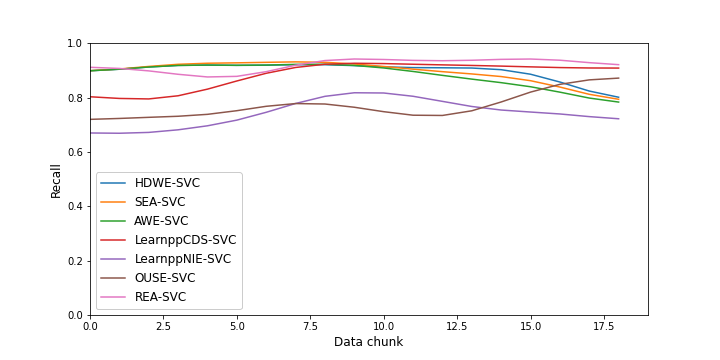 1.0
0.8
0.6
0.4
0.2
0.0
Recall
HDWE-SVC
SEA-SVC
AWE-SVC
LearnppCDS-SVC
LearnppNIE-SVC
OUSE-SVC
REA-SVC
0.0 2.5 5.0 7.5 10.0 12.5 15.0 17.5
Data chunk